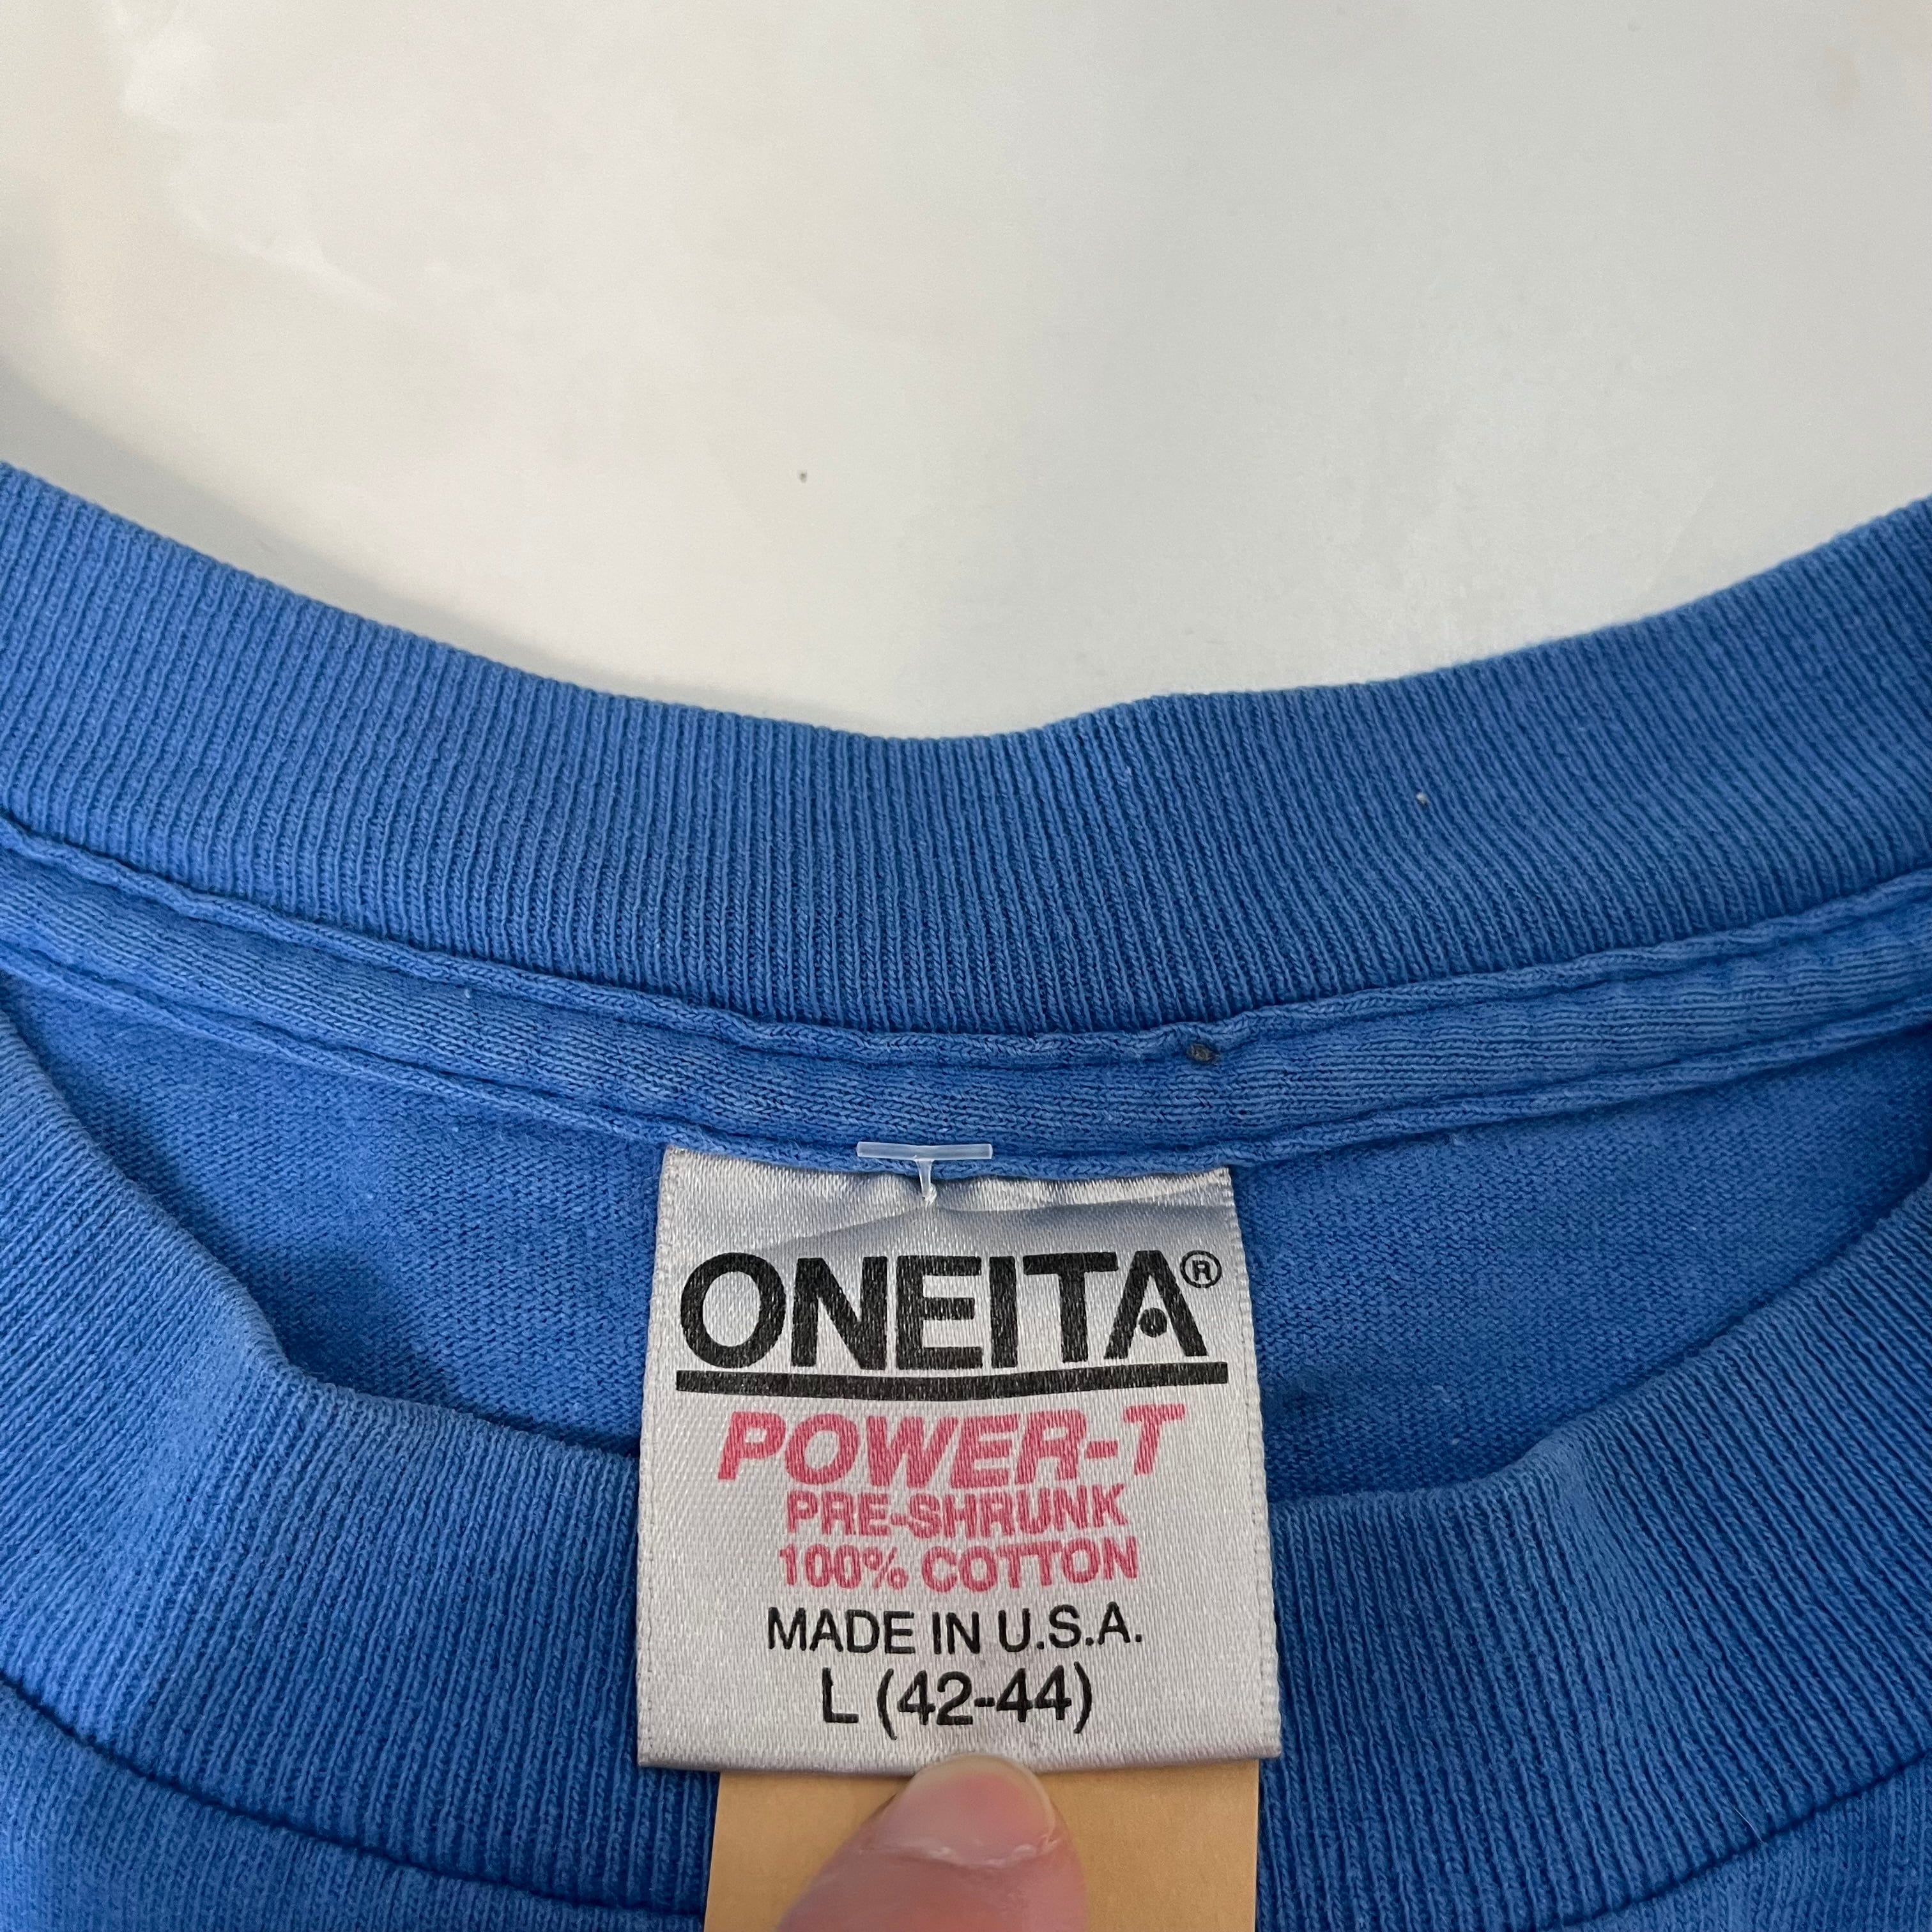 ONEITA®
POWER-T
PRE-SHRUNK
100% COTTON
MADE IN U.S.A.
L (42-44)